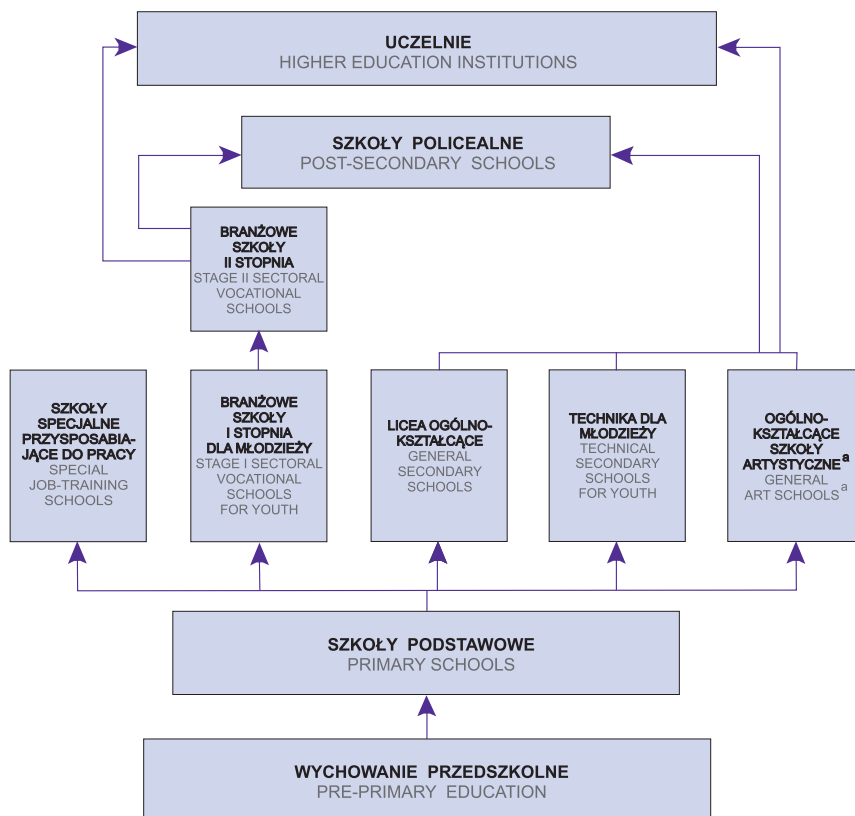 UCZELNIE
HIGHER EDUCATION INSTITUTIONS
SZKOŁY POLICEALNE
POST-SECONDARY SCHOOLS
BRANŻOWE
SZKOŁY
II STOPNIA
STAGE II SECTORAL
VOCATIONAL
SCHOOLS
SZKOŁY
SPECJALNE
PRZYSPOSABIA-
JĄCE DO PRACY
SPECIAL
JOB-TRAINING
SCHOOLS
BRANŻOWE
SZKOŁY
I STOPNIA
DLA MŁODZIEŻY
STAGE I SECTORAL
VOCATIONAL
SCHOOLS
FOR YOUTH
LICEA OGÓLNO-
KSZTAŁCĄCE
GENERAL
SECONDARY
SCHOOLS
TECHNIKA DLA
MŁODZIEŻY
TECHNICAL
SECONDARY
SCHOOLS
FOR YOUTH
OGÓLNO-
KSZTAŁCĄCE
SZKOŁY
ARTYSTYCZNE a
GENERAL
ART SCHOOLS a
SZKOŁY PODSTAWOWE
PRIMARY SCHOOLS
WYCHOWANIE PRZEDSZKOLNE
PRE-PRIMARY EDUCATION